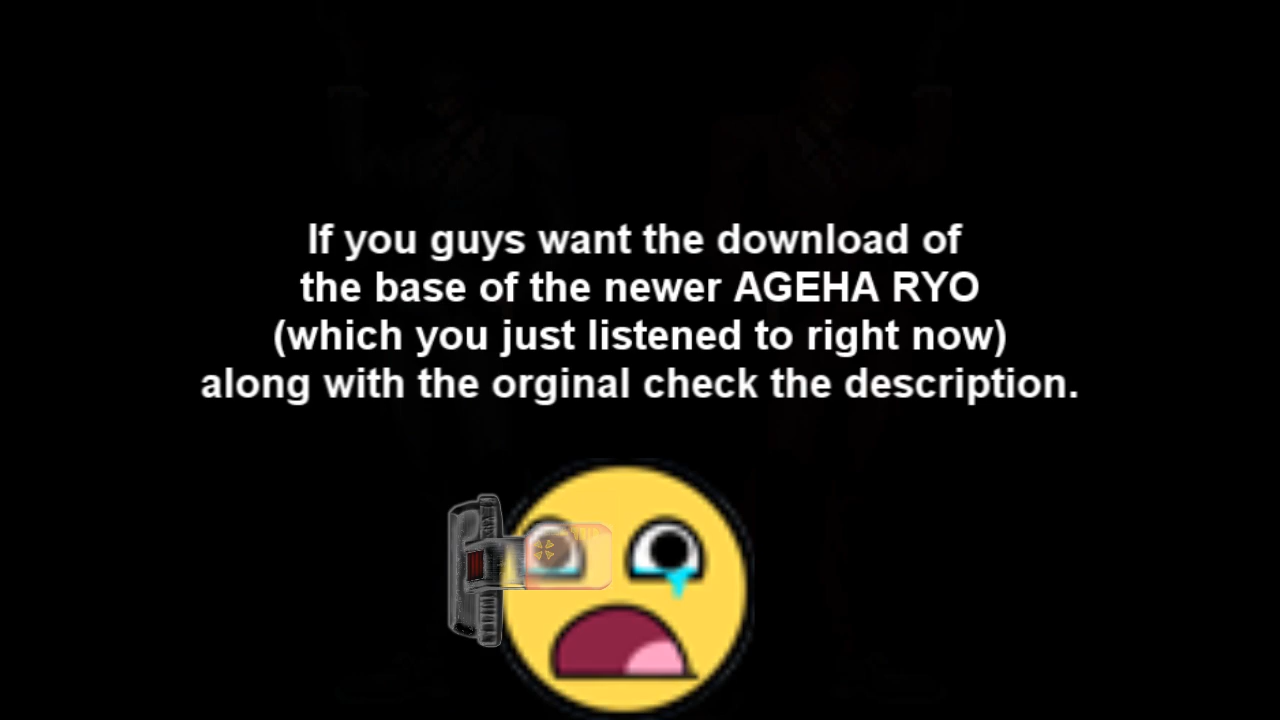 If you guys want the download of
the base of the newer AGEHA RYO
(which you just listened to right now)
along with the orginal check the description.